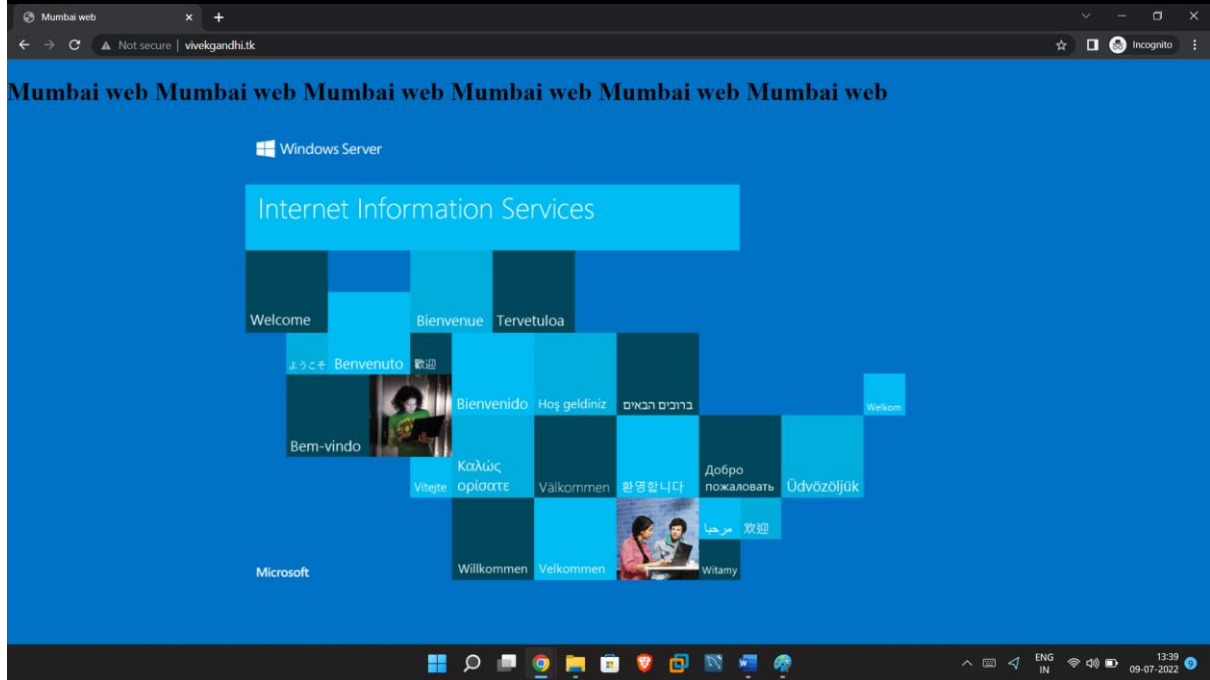 Mumbai web
Not secure | vivekgandhi.tk
Incognito
Mumbai web Mumbai web Mumbai web Mumbai web Mumbai web Mumbai web
Windows Server
Internet Information Services
Welcome
Bienvenue
Tervetuloa
ようこそ
Benvenuto
歡迎
Bienvenido
Hoş geldiniz
ברוכים הבאים
Welkom
Bem-vindo
Vítejte
Καλώς
ορίσατε
Välkommen
환영합니다
Добро
пожаловать
Üdvözöljük
مرحبا
欢迎
Microsoft
Willkommen
Velkommen
Witamy
ENG
IN
13:39
09-07-2022
9